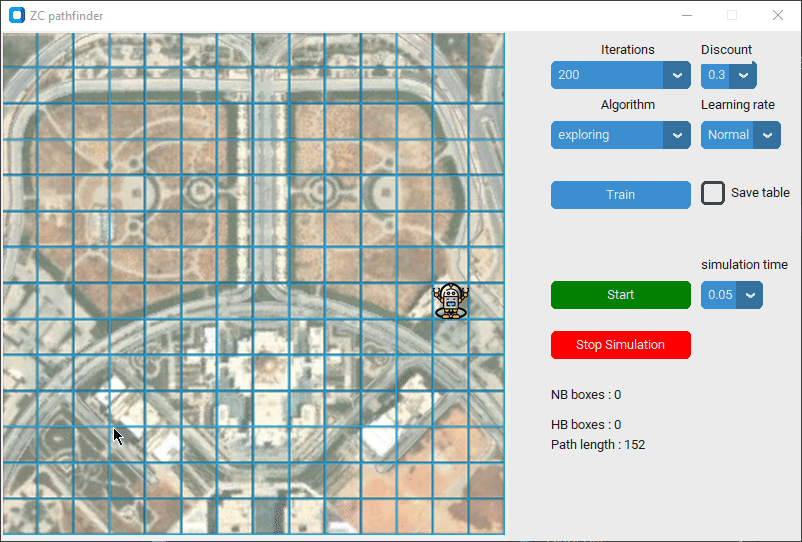 ZC pathfinder
Iterations Discount
200 0.3
Algorithm Learning rate
exploring Normal
Train Save table
simulation time
Start 0.05
Stop Simulation
NB boxes : 0
HB boxes : 0
Path length : 152